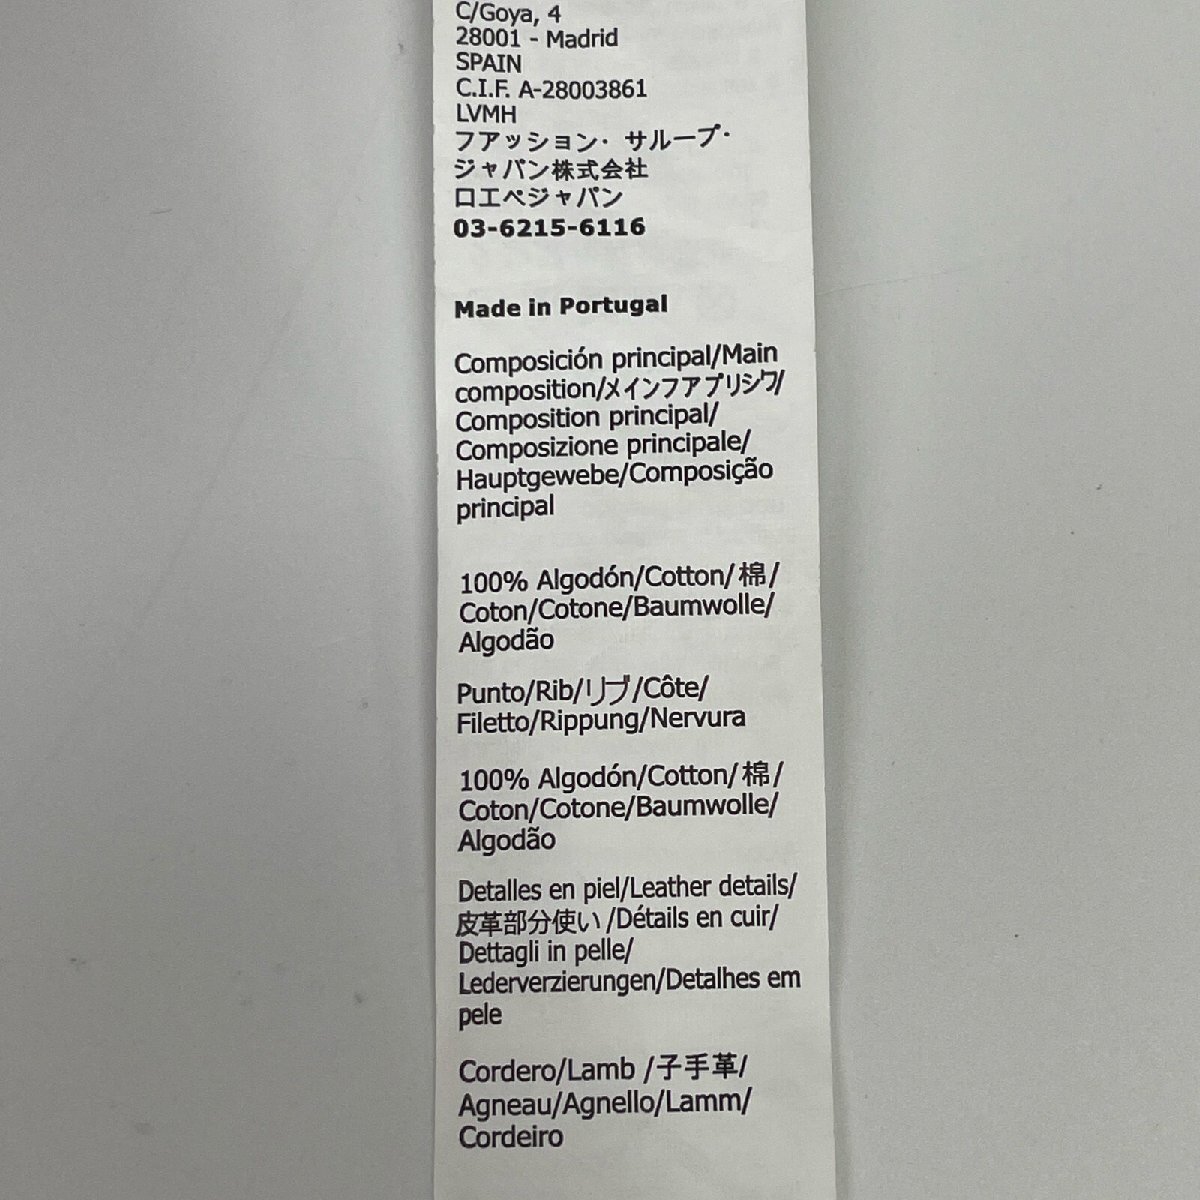 C/Goya, 4
28001 - Madrid
SPAIN
C.I.F. A-28003861
LVMH
フアッション・サループ・
ジャパン株式会社
ロエベジャパン
03-6215-6116
Made in Portugal
Composición principal/Main
composition/メインフアプリシワ/
Composition principal/
Composizione principale/
Hauptgewebe/Composição
principal
100% Algodón/Cotton/棉/
Coton/Cotone/Baumwolle/
Algodão
Punto/Rib/リブ/Côte/
Filetto/Rippung/Nervura
100% Algodón/Cotton/棉/
Coton/Cotone/Baumwolle/
Algodão
Detalles en piel/Leather details/
皮革部分使い/Détails en cuir/
Dettagli in pelle/
Lederverzierungen/Detalhes em
pele
Cordero/Lamb /子手革/
Agneau/Agnello/Lamm/
Cordeiro